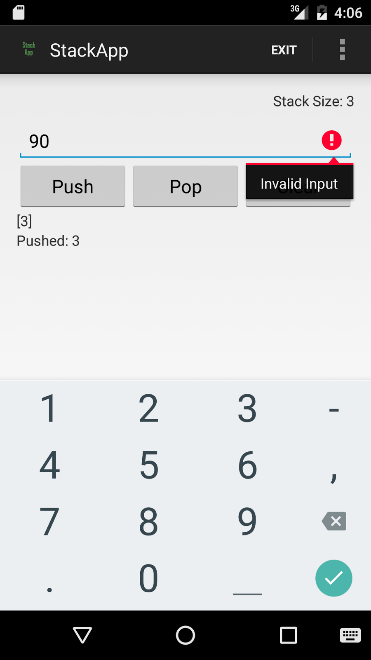 3G 4:06
Stack App StackApp EXIT
Stack Size: 3
90
Push Pop Invalid Input
[3]
Pushed: 3
1 2 3 -
4 5 6 ,
7 8 9
. 0 _